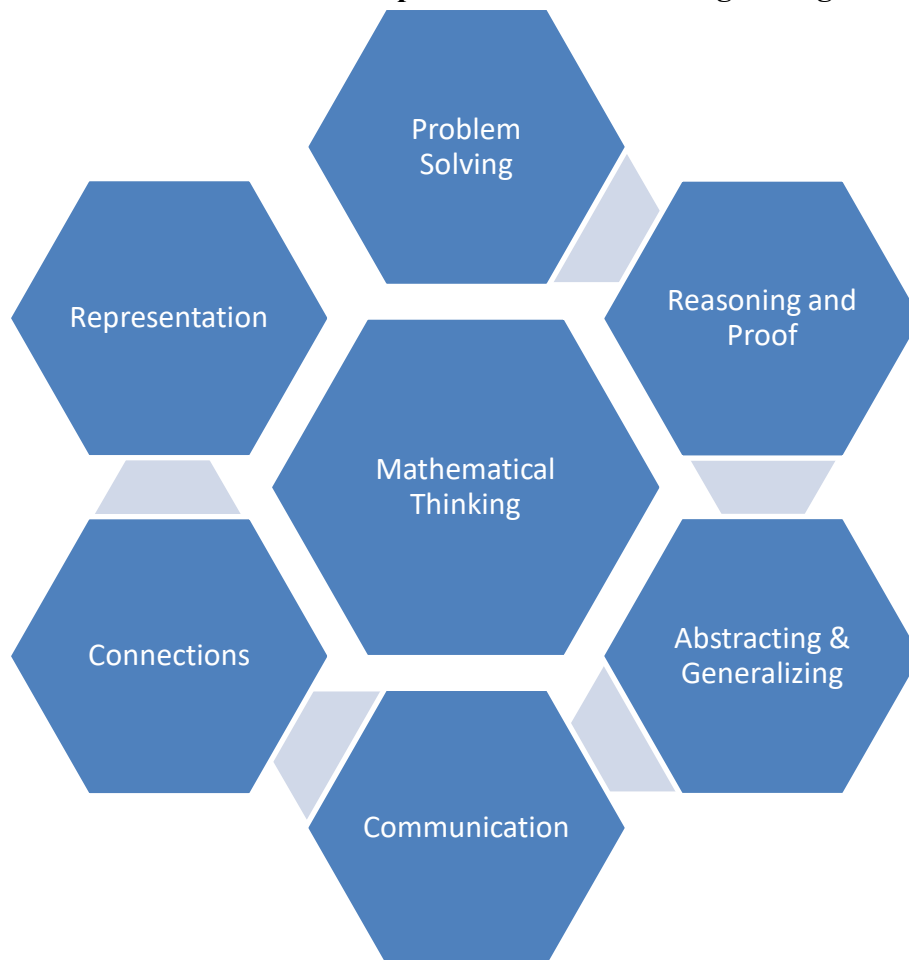 Problem
Solving
Representation
Reasoning and
Proof
Mathematical
Thinking
Connections
Abstracting &
Generalizing
Communication